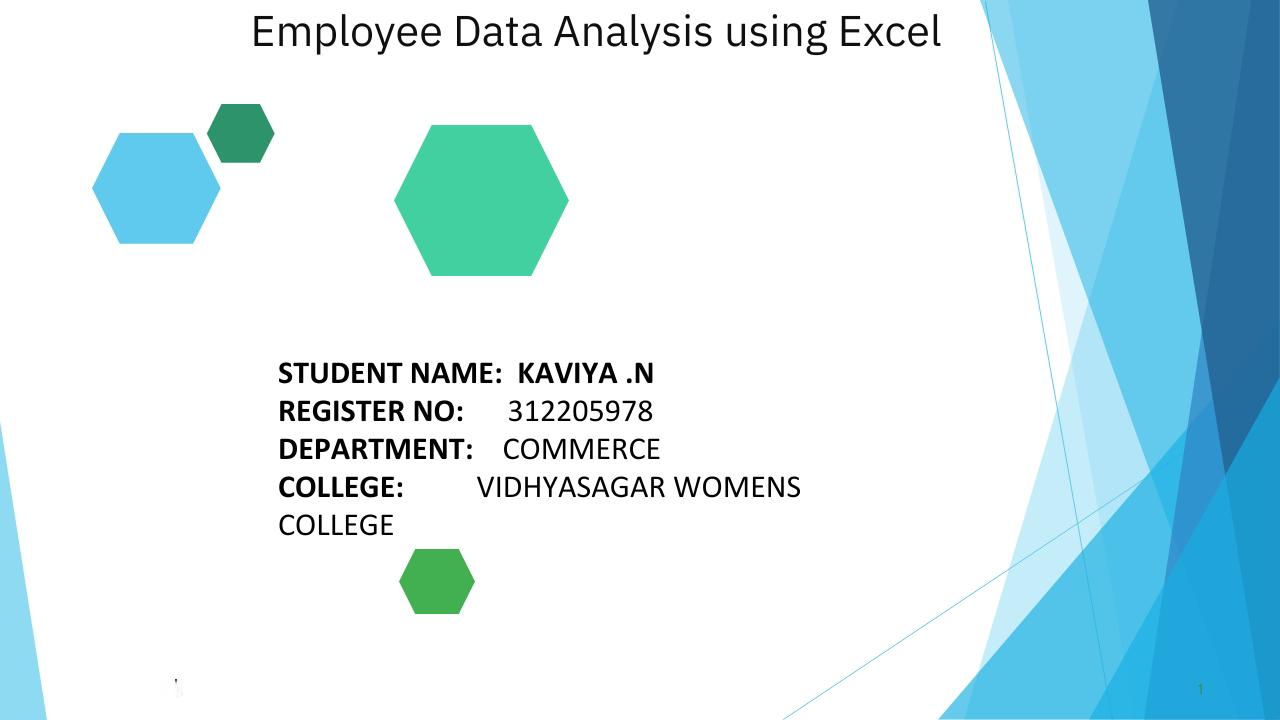 Employee Data Analysis using Excel
STUDENT NAME: KAVIYA .N
REGISTER NO: 312205978
DEPARTMENT: COMMERCE
COLLEGE: VIDHYASAGAR WOMENS
COLLEGE
1